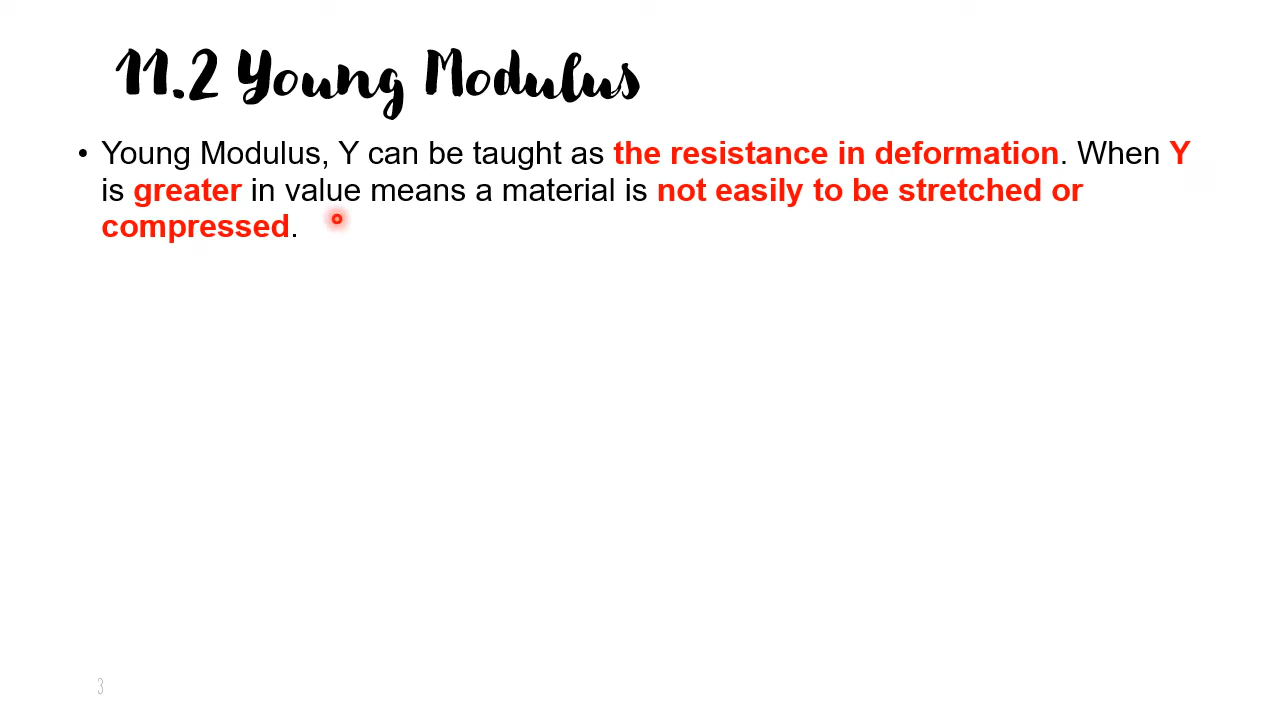 11.2 Young Modulus
• Young Modulus, Y can be taught as the resistance in deformation. When Y
is greater in value means a material is not easily to be stretched or
compressed.
3